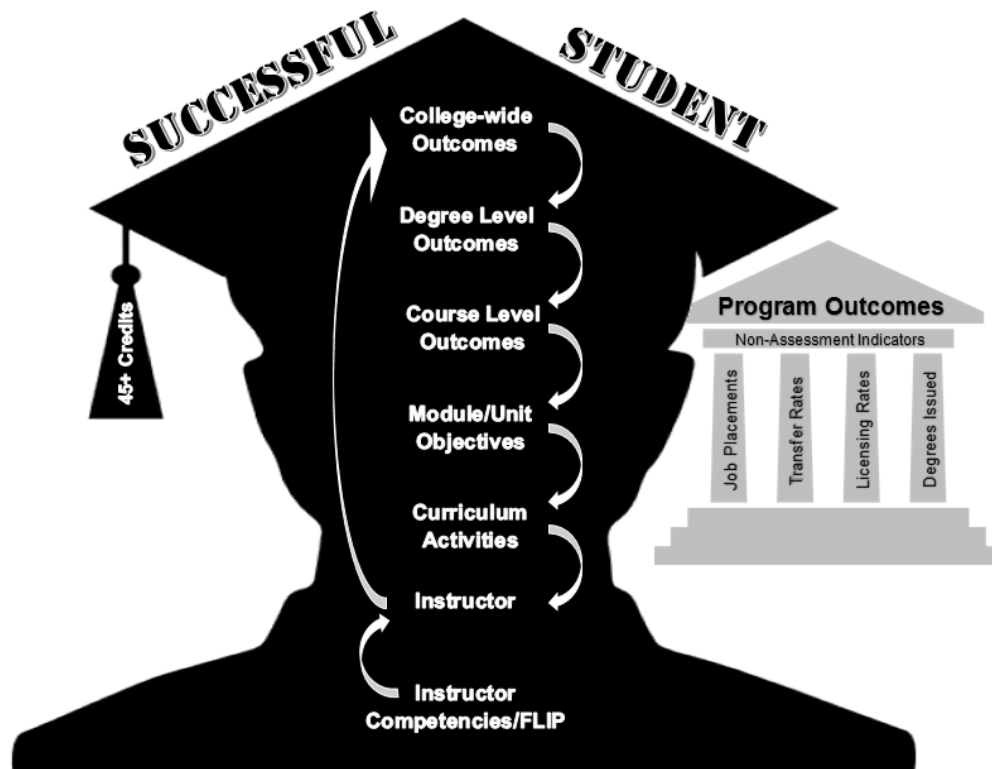 SUCCESSFUL
STUDENT
College-wide
Outcomes
Degree Level
Outcomes
Course Level
Outcomes
Module/Unit
Objectives
Curriculum
Activities
Instructor
Instructor
Competencies/FLIP
45+ Credits
Program Outcomes
Non-Assessment Indicators
Job Placements
Transfer Rates
Licensing Rates
Degrees Issued